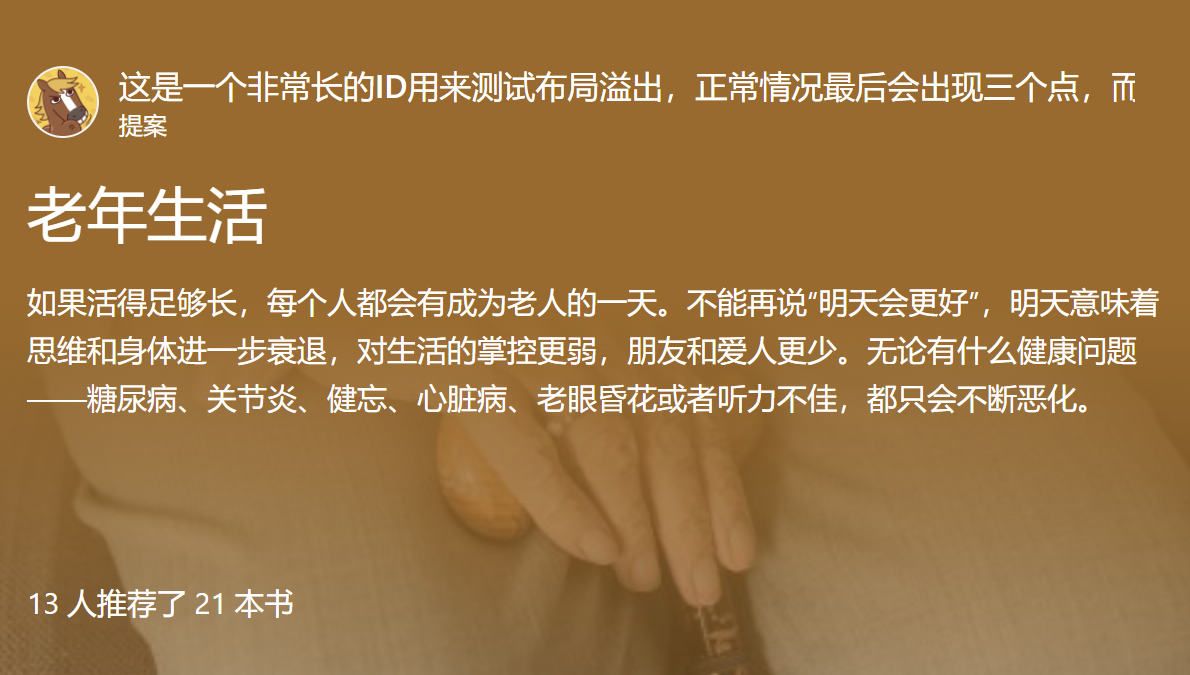 这是一个非常长的ID用来测试布局溢出，正常情况最后会出现三个点，而
提案
老年生活
如果活得足够长，每个人都会有成为老人的一天。不能再说“明天会更好”，明天意味着
思维和身体进一步衰退，对生活的掌控更弱，朋友和爱人更少。无论有什么健康问题
——糖尿病、关节炎、健忘、心脏病、老眼昏花或者听力不佳，都只会不断恶化。
13 人推荐了 21 本书